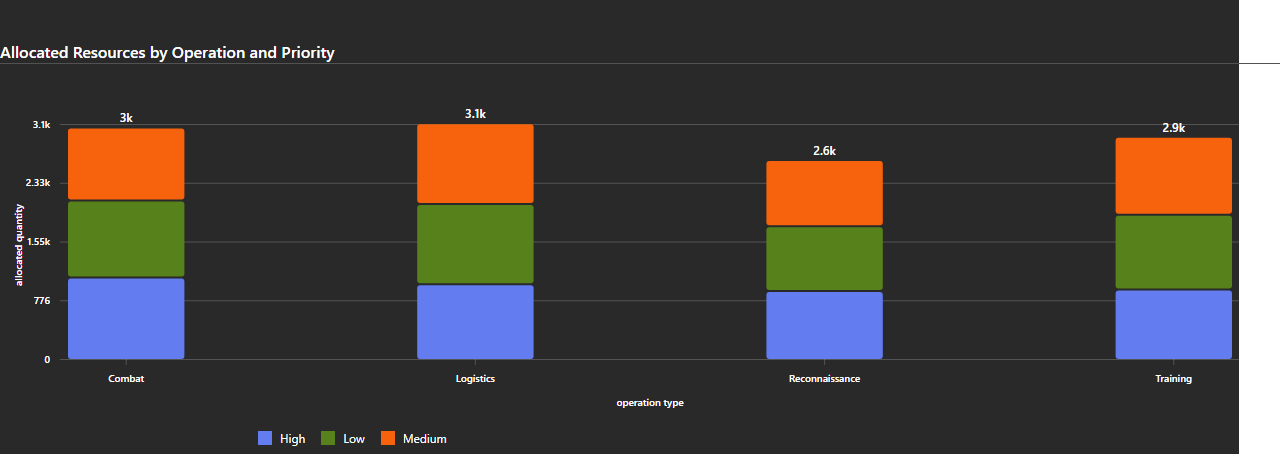 Allocated Resources by Operation and Priority
3k
3.1k
2.6k
2.9k
3.1k
2.33k
1.55k
776
0
allocated quantity
Combat
Logistics
Reconnaissance
Training
operation type
High
Low
Medium